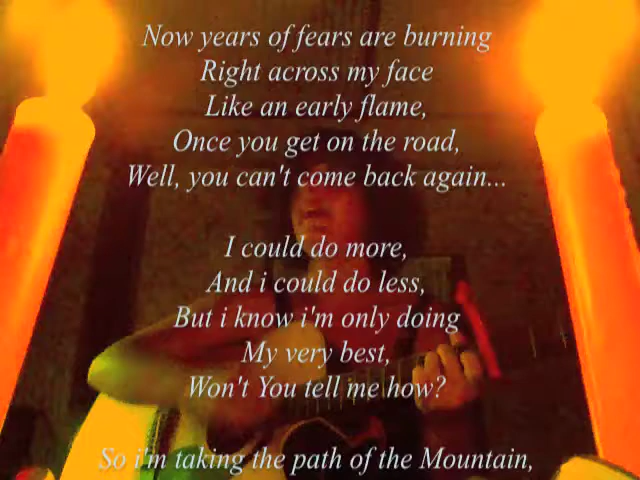 Now years of fears are burning
Right across my face
Like an early flame,
Once you get on the road,
Well, you can't come back again...
I could do more,
And i could do less,
But i know i'm only doing
My very best,
Won't You tell me how?
So i'm taking the path of the Mountain,